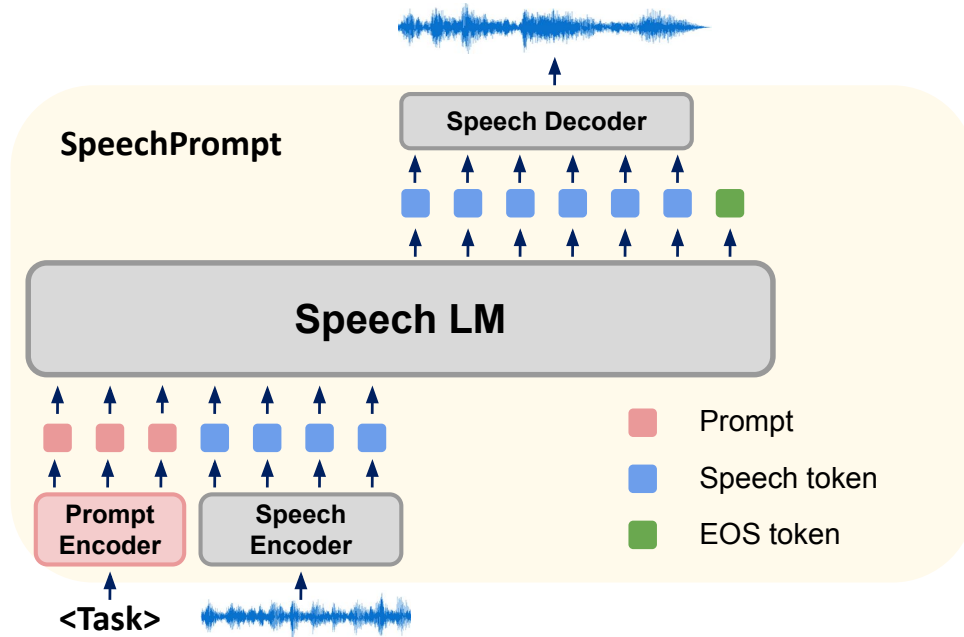 Speech Decoder
SpeechPrompt
Speech LM
Prompt
Speech token
EOS token
Prompt
Encoder
Speech
Encoder
<Task>